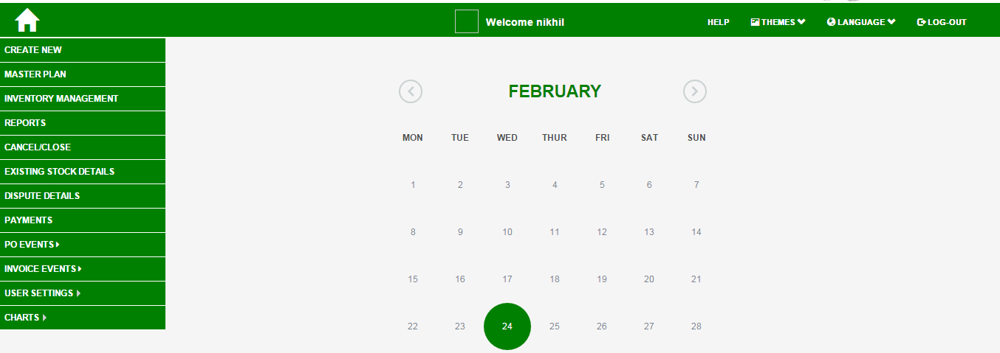 Welcome nikhil
HELP THEMES LANGUAGE LOG-OUT
CREATE NEW
MASTER PLAN
INVENTORY MANAGEMENT
REPORTS
CANCEL/CLOSE
EXISTING STOCK DETAILS
DISPUTE DETAILS
PAYMENTS
PO EVENTS
INVOICE EVENTS
USER SETTINGS
CHARTS
FEBRUARY
MON TUE WED THUR FRI SAT SUN
1 2 3 4 5 6 7
8 9 10 11 12 13 14
15 16 17 18 19 20 21
22 23 24 25 26 27 28